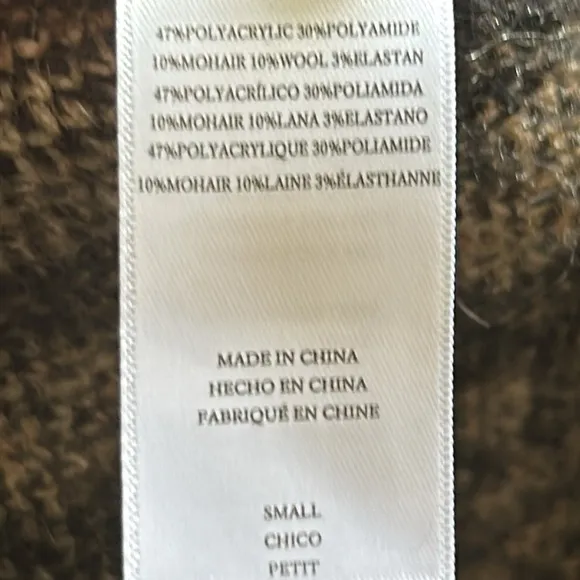 47%POLYACRYLIC 30%POLYAMIDE
10%MOHAIR 10%WOOL 3%ELASTAN
47%POLYACRÍLICO 30%POLIAMIDA
10%MOHAIR 10%LANA 3%ELASTANO
47%POLYACRYLIQUE 30%POLIAMIDE
10%MOHAIR 10%LAINE 3%ÉLASTHANNE
MADE IN CHINA
HECHO EN CHINA
FABRIQUÉ EN CHINE
SMALL
CHICO
PETIT